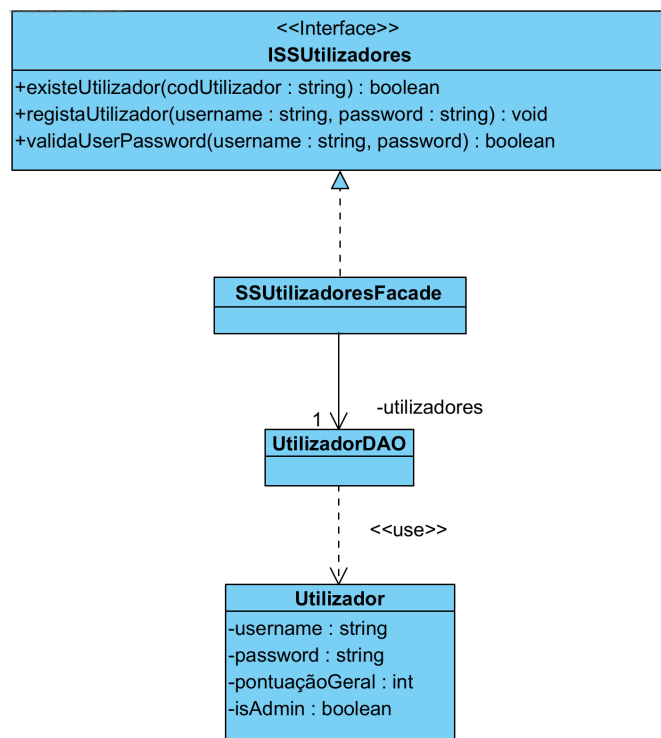 <<Interface>>
ISSUtilizadores
+existeUtilizador(codUtilizador : string) : boolean
+registaUtilizador(username : string, password : string) : void
+validaUserPassword(username : string, password) : boolean
SSUtilizadoresFacade
-utilizadores
1
UtilizadorDAO
<<use>>
Utilizador
-username : string
-password : string
-pontuaçãoGeral : int
-isAdmin : boolean